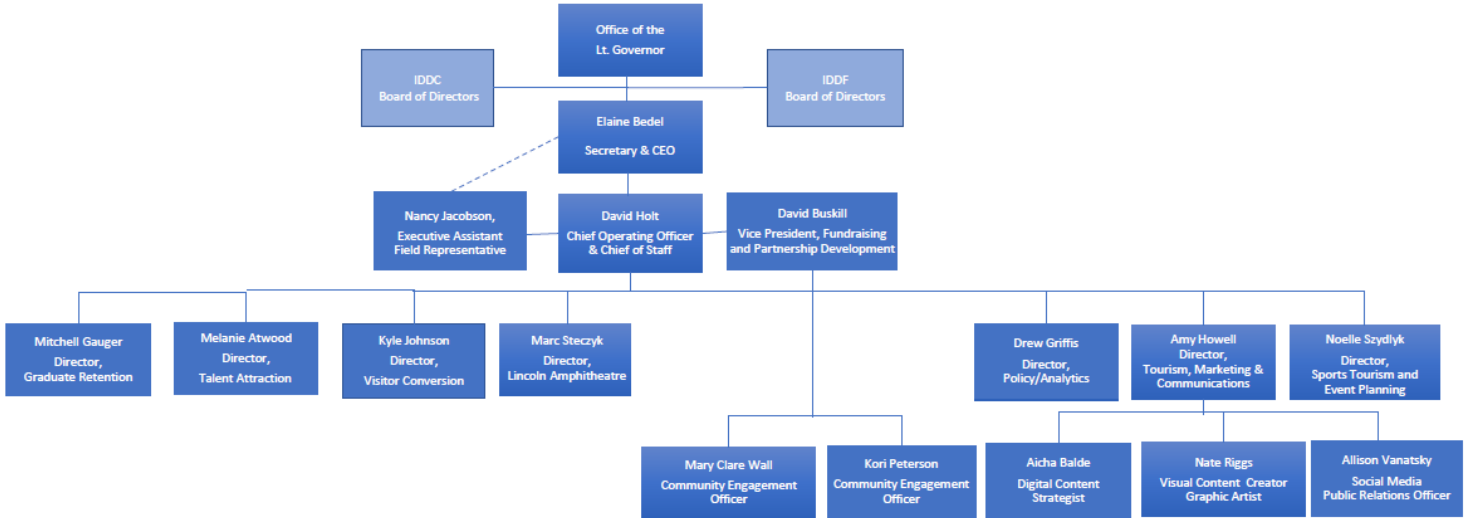 Office of the
Lt. Governor
IDDC
Board of Directors
IDDF
Board of Directors
Elaine Bedel
Secretary & CEO
Nancy Jacobson,
Executive Assistant
Field Representative
David Holt
Chief Operating Officer
& Chief of Staff
David Buskill
Vice President, Fundraising
and Partnership Development
Mitchell Gauger
Director,
Graduate Retention
Melanie Atwood
Director,
Talent Attraction
Kyle Johnson
Director,
Visitor Conversion
Marc Steczyk
Director,
Lincoln Amphitheatre
Drew Griffis
Director,
Policy/Analytics
Amy Howell
Director,
Tourism, Marketing &
Communications
Noelle Szydlyk
Director,
Sports Tourism and
Event Planning
Mary Clare Wall
Community Engagement
Officer
Kori Peterson
Community Engagement
Officer
Aicha Balde
Digital Content
Strategist
Nate Riggs
Visual Content Creator
Graphic Artist
Allison Vanatsky
Social Media
Public Relations Officer